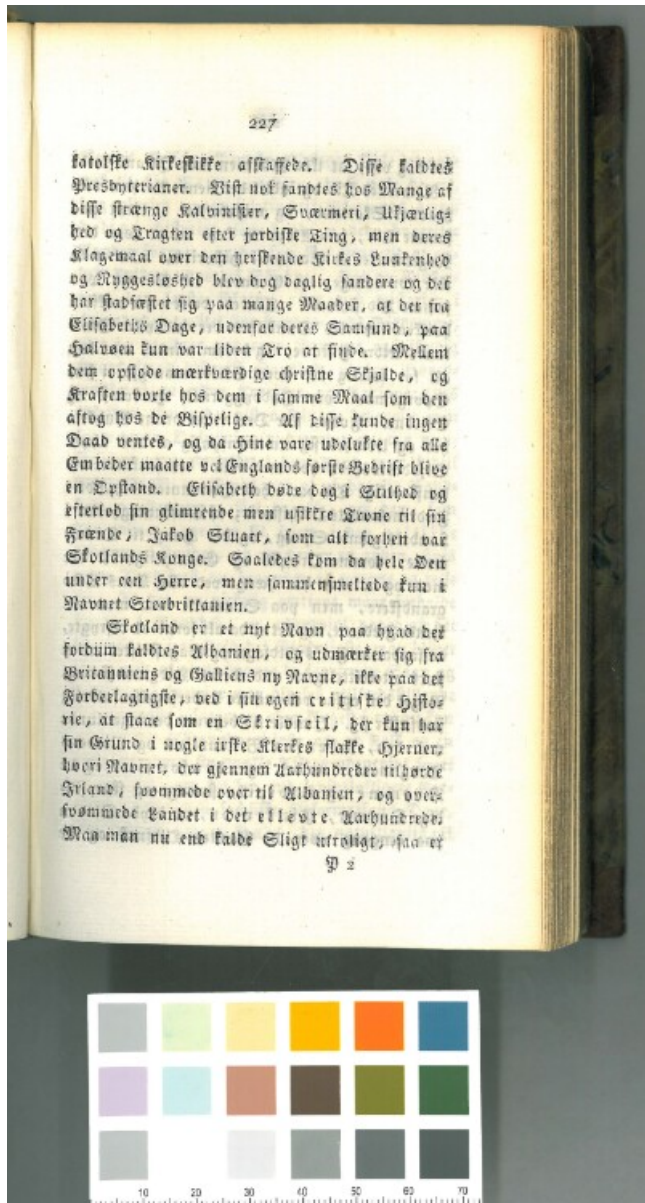 227
katolske Kirkeskikke afskaffede. Disse kaldtes
Presbyterianer. Vist nok fandtes hos Mange af
disse strænge Kalvinister, Sværmeri, Ukjærlig-
hed og Tragten efter jordiske Ting, men deres
Klagemaal over den herskende Kirkes Lunkenhed
og Ryggesløshed blev dog daglig sandere og det
har stadfæstet sig paa mange Maader, at der fra
Elisabeths Dage, udenfor deres Samfund, paa
Halvøen kun var liden Tro at finde. Mellem
dem opstode mærkværdige christne Skjalde, og
Kraften vorte hos dem i samme Maal som den
aftog hos de Bispelige. Af disse kunde ingen
Daad ventes, og da Hine vare udelukte fra alle
Embeder maatte vel Englands første Bedrift blive
en Opstand. Elisabeth døde dog i Stilhed og
efterlod sin glimrende men usikkre Trone til sin
Frænde, Jakob Stuart, som alt forhen var
Skotlands Konge. Saaledes kom da hele Øen
under een Herre, men sammensmeltede kun i
Navnet Storbrittanien.
Skotland er et nyt Navn paa hvad der
fordum kaldtes Albanien, og udmærker sig fra
Britanniens og Galliens ny Navne, ikke paa det
Fordeelagtigste, ved i sin egen critiske Histo-
rie, at staae som en Skrivfeil, der kun har
sin Grund i nogle irske Klerkes slakke Hjerner,
hvori Navnet, der gjennem Aarhundreder tilhørde
Irland, svømmede over til Albanien, og over-
svømmede Landet i det ellevte Aarhundrede.
Maa man nu end kalde Sligt utroligt, saa er
P 2
10 20 30 40 50 60 70